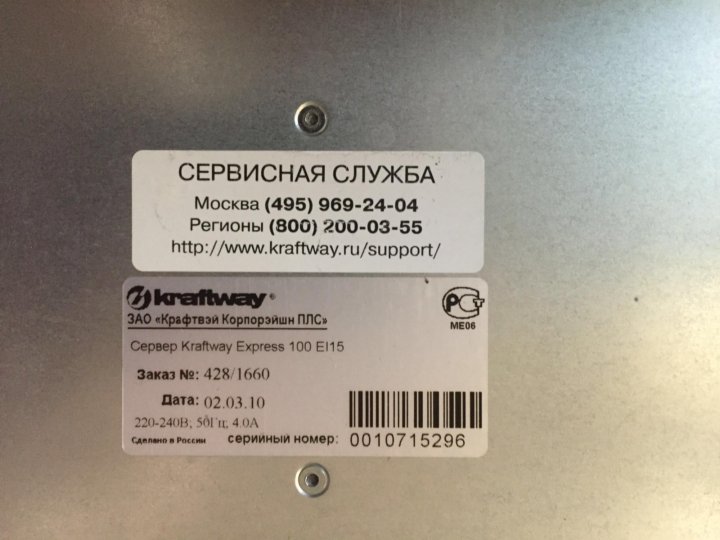 СЕРВИСНАЯ СЛУЖБА
Москва (495) 969-24-04
Регионы (800) 200-03-55
http://www.kraftway.ru/support/
kraftway®
ЗАО «Крафтвэй Корпорэйшн ПЛС»
РСТ
МЕ06
Сервер Kraftway Express 100 EI15
Заказ №: 428/1660
Дата: 02.03.10
220-240В; 50Гц; 4.0А
Сделано в России серийный номер: 0010715296